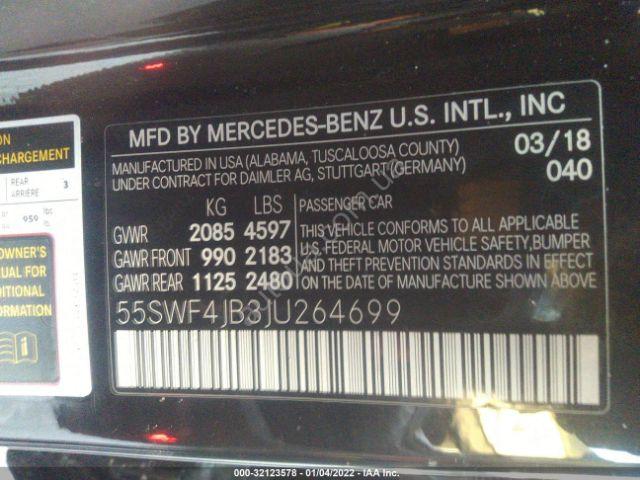 MFD BY MERCEDES-BENZ U.S. INTL., INC
MANUFACTURED IN USA (ALABAMA, TUSCALOOSA COUNTY)
UNDER CONTRACT FOR DAIMLER AG, STUTTGART (GERMANY)
03/18
040
KG LBS
GVWR 2085 4597
GAWR FRONT 990 2183
GAWR REAR 1125 2480
PASSENGER CAR
THIS VEHICLE CONFORMS TO ALL APPLICABLE
U.S. FEDERAL MOTOR VEHICLE SAFETY, BUMPER
AND THEFT PREVENTION STANDARDS IN EFFECT
ON THE DATE OF MANUFACTURE SHOWN ABOVE.
55SWF4JB3JU264699
ON
CHARGEMENT
REAR
ARRIÈRE
3
959 lbs
lb
OWNER'S
UAL FOR
DITIONAL
ORMATION
000-32123578 - 01/04/2022 - IAA Inc.